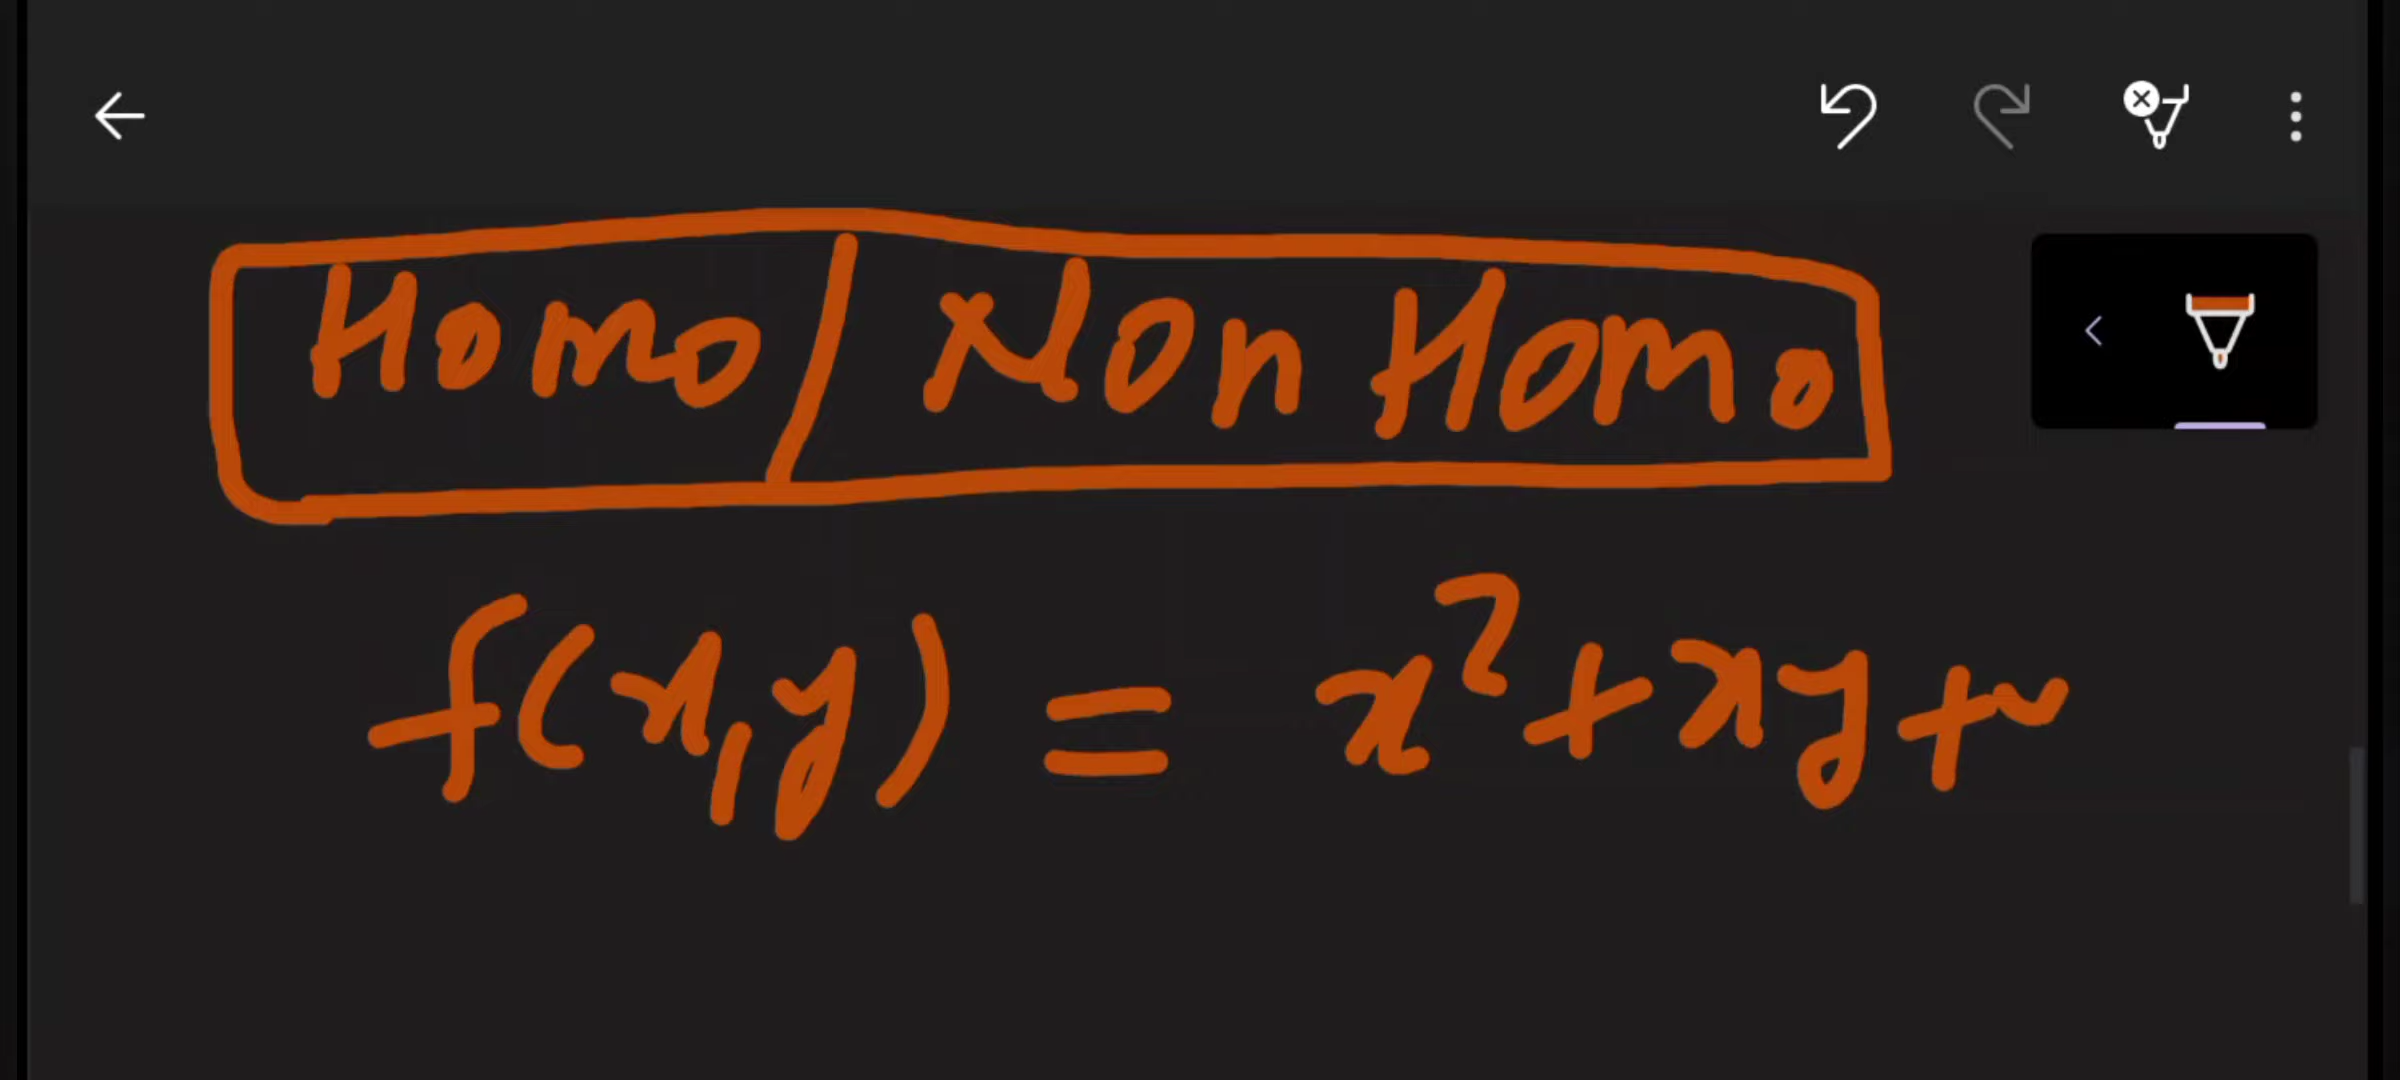 Homo / Non Homo
f(x,y) = x²+xy+